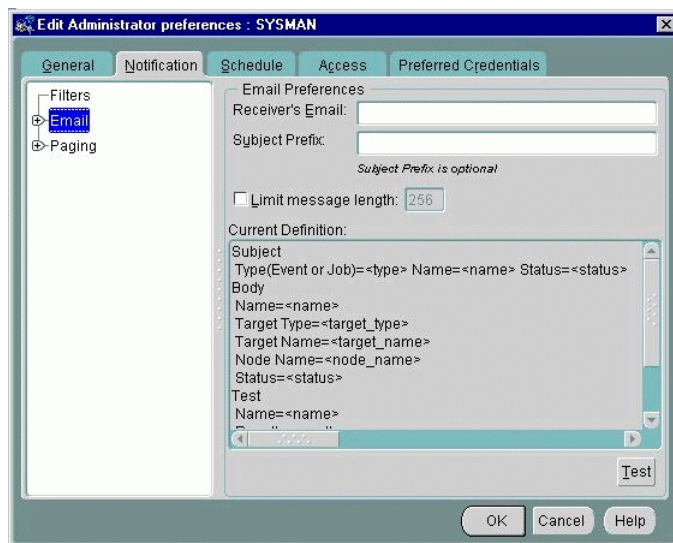 Edit Administrator preferences : SYSMAN
General Notification Schedule Access Preferred Credentials
Filters
Email
Paging
Email Preferences
Receiver's Email:
Subject Prefix:
Subject Prefix is optional
Limit message length: 256
Current Definition:
Subject
Type(Event or Job)=<type> Name=<name> Status=<status>
Body
Name=<name>
Target Type=<target_type>
Target Name=<target_name>
Node Name=<node_name>
Status=<status>
Test
Name=<name>
Test
OK Cancel Help